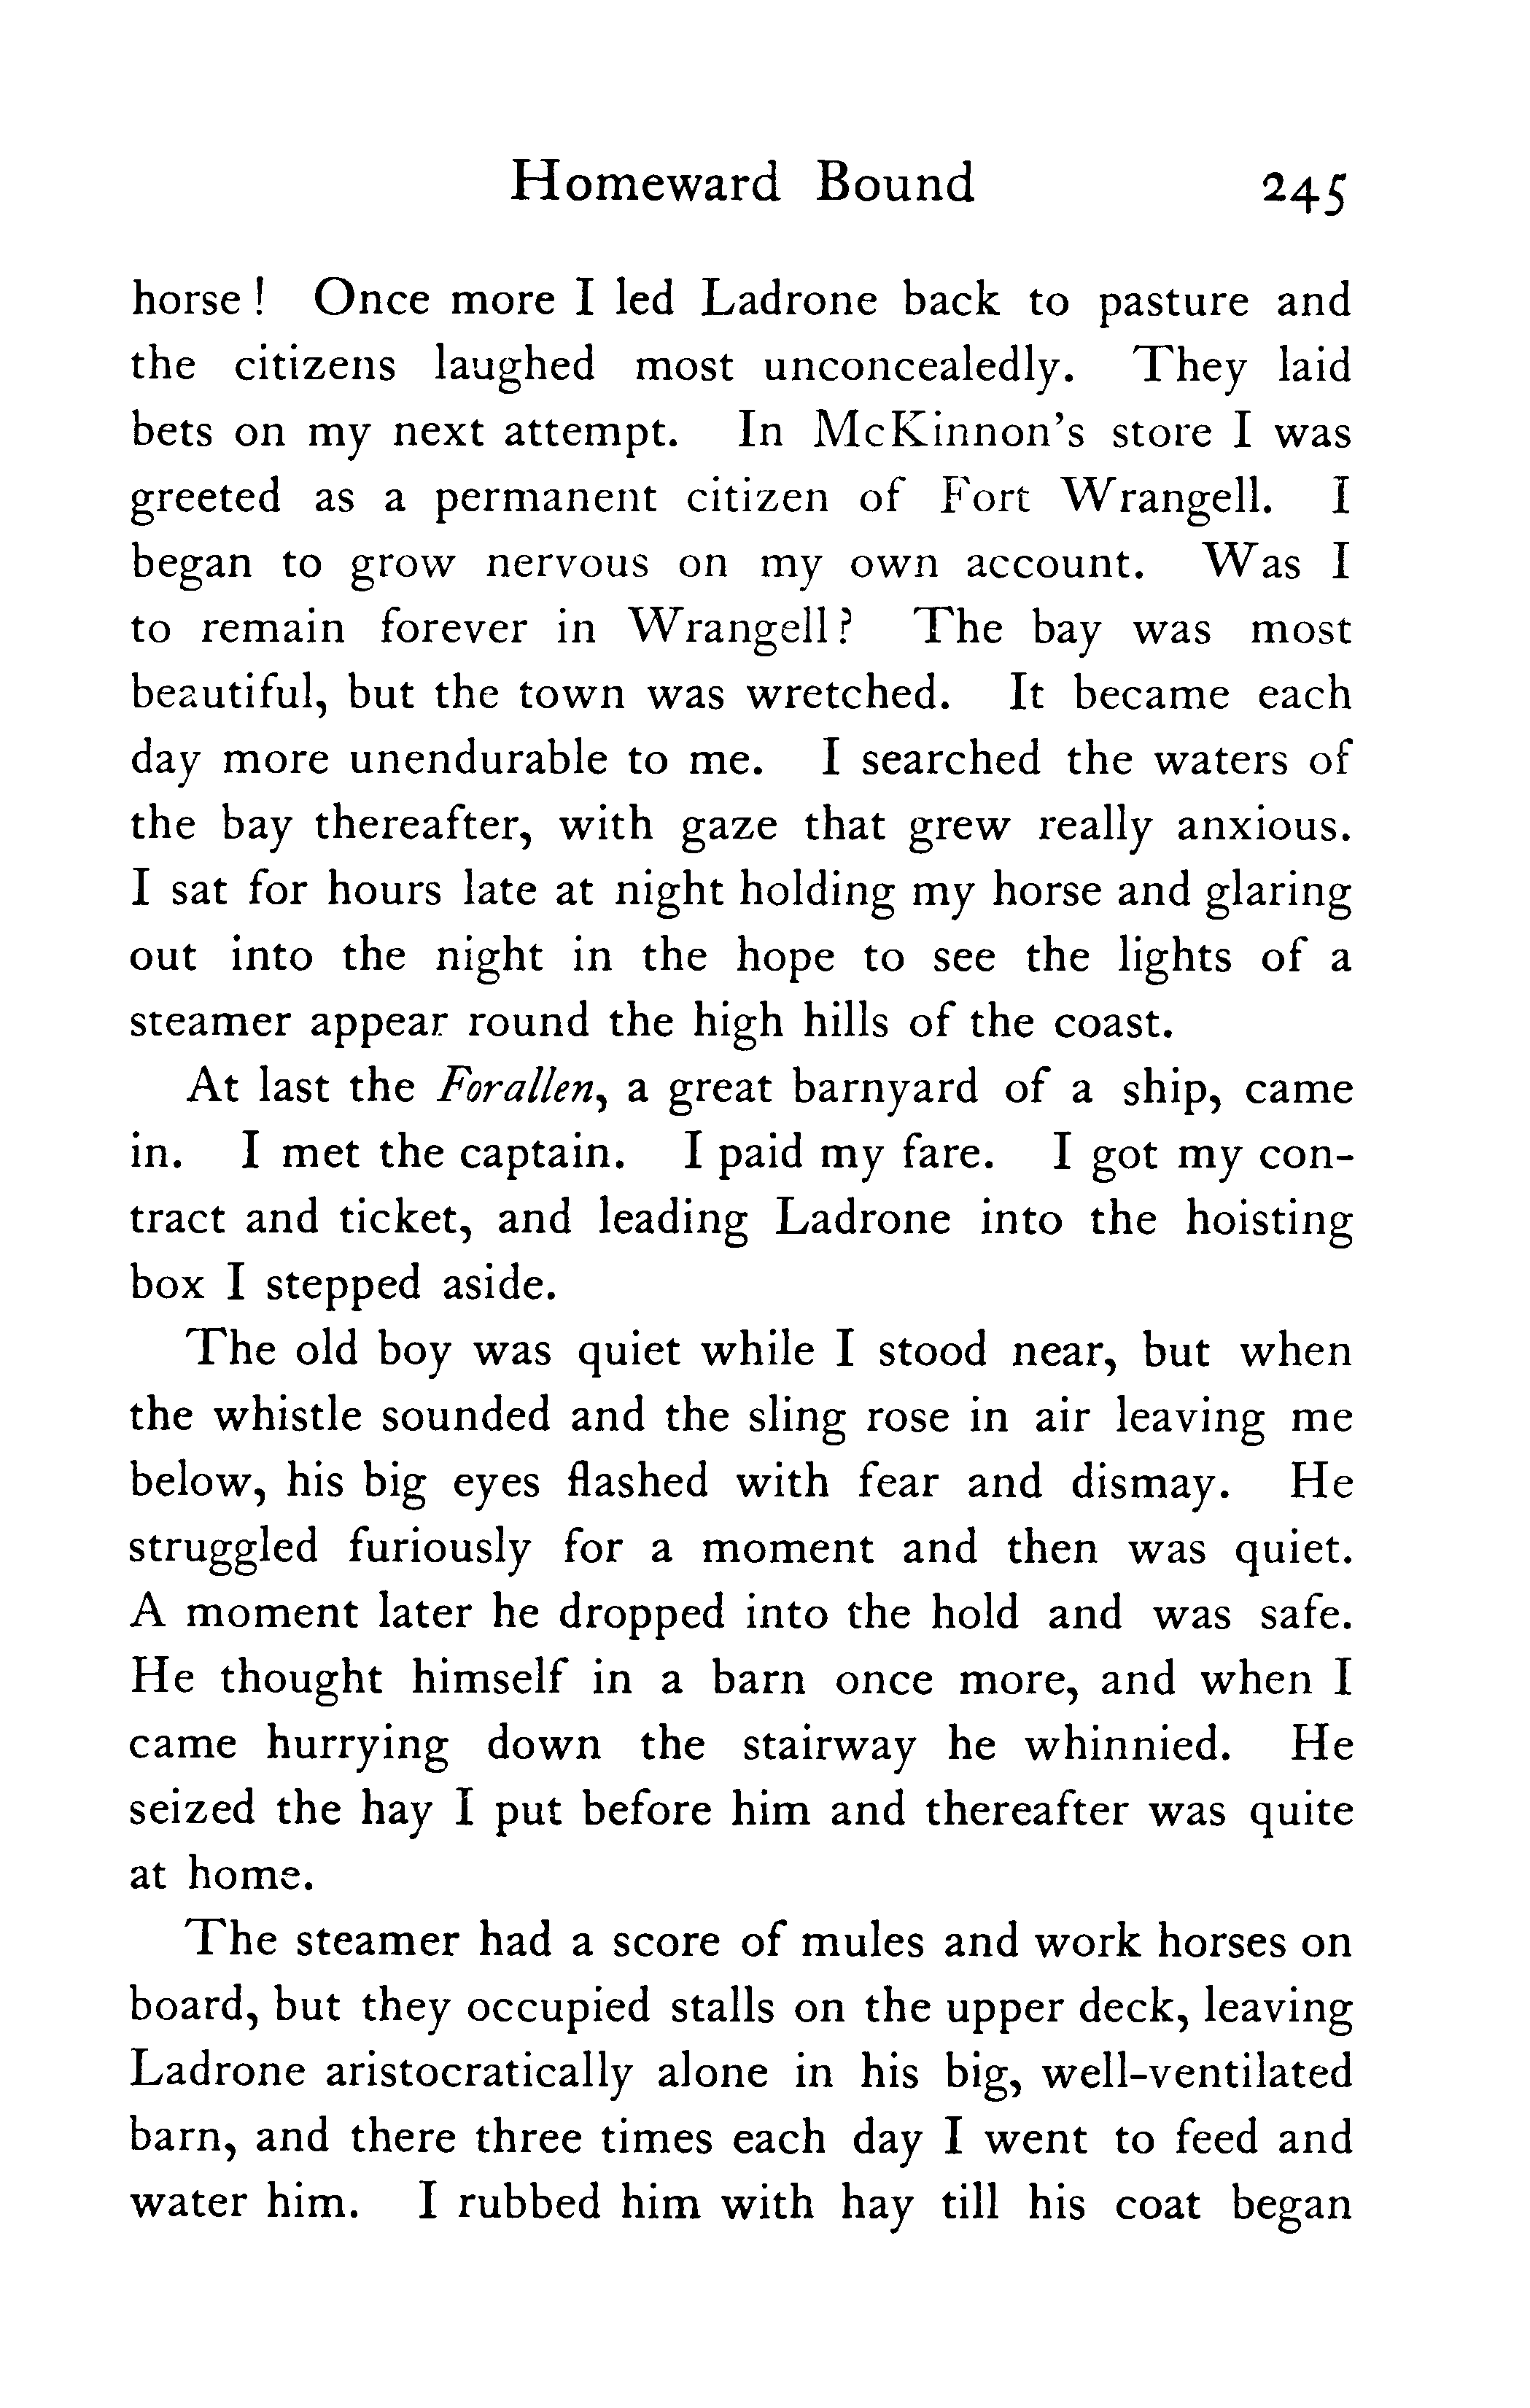 Homeward Bound 245
horse! Once more I led Ladrone back to pasture and
the citizens laughed most unconcealedly. They laid
bets on my next attempt. In McKinnon's store I was
greeted as a permanent citizen of Fort Wrangell. I
began to grow nervous on my own account. Was I
to remain forever in Wrangell? The bay was most
beautiful, but the town was wretched. It became each
day more unendurable to me. I searched the waters of
the bay thereafter, with gaze that grew really anxious.
I sat for hours late at night holding my horse and glaring
out into the night in the hope to see the lights of a
steamer appear round the high hills of the coast.
At last the Forallen, a great barnyard of a ship, came
in. I met the captain. I paid my fare. I got my con-
tract and ticket, and leading Ladrone into the hoisting
box I stepped aside.
The old boy was quiet while I stood near, but when
the whistle sounded and the sling rose in air leaving me
below, his big eyes flashed with fear and dismay. He
struggled furiously for a moment and then was quiet.
A moment later he dropped into the hold and was safe.
He thought himself in a barn once more, and when I
came hurrying down the stairway he whinnied. He
seized the hay I put before him and thereafter was quite
at home.
The steamer had a score of mules and work horses on
board, but they occupied stalls on the upper deck, leaving
Ladrone aristocratically alone in his big, well-ventilated
barn, and there three times each day I went to feed and
water him. I rubbed him with hay till his coat began